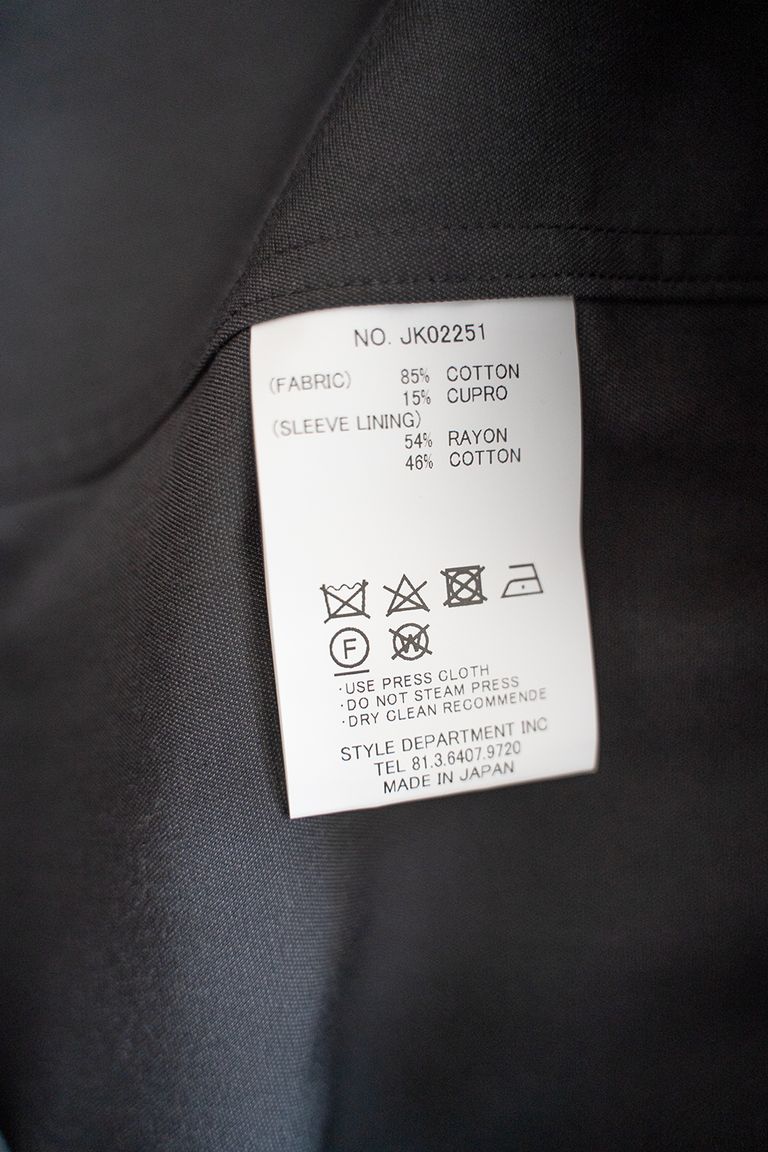 NO. JK02251
(FABRIC) 85% COTTON
15% CUPRO
(SLEEVE LINING)
54% RAYON
46% COTTON
F W
·USE PRESS CLOTH
·DO NOT STEAM PRESS
·DRY CLEAN RECOMMENDE
STYLE DEPARTMENT INC
TEL 81.3.6407.9720
MADE IN JAPAN